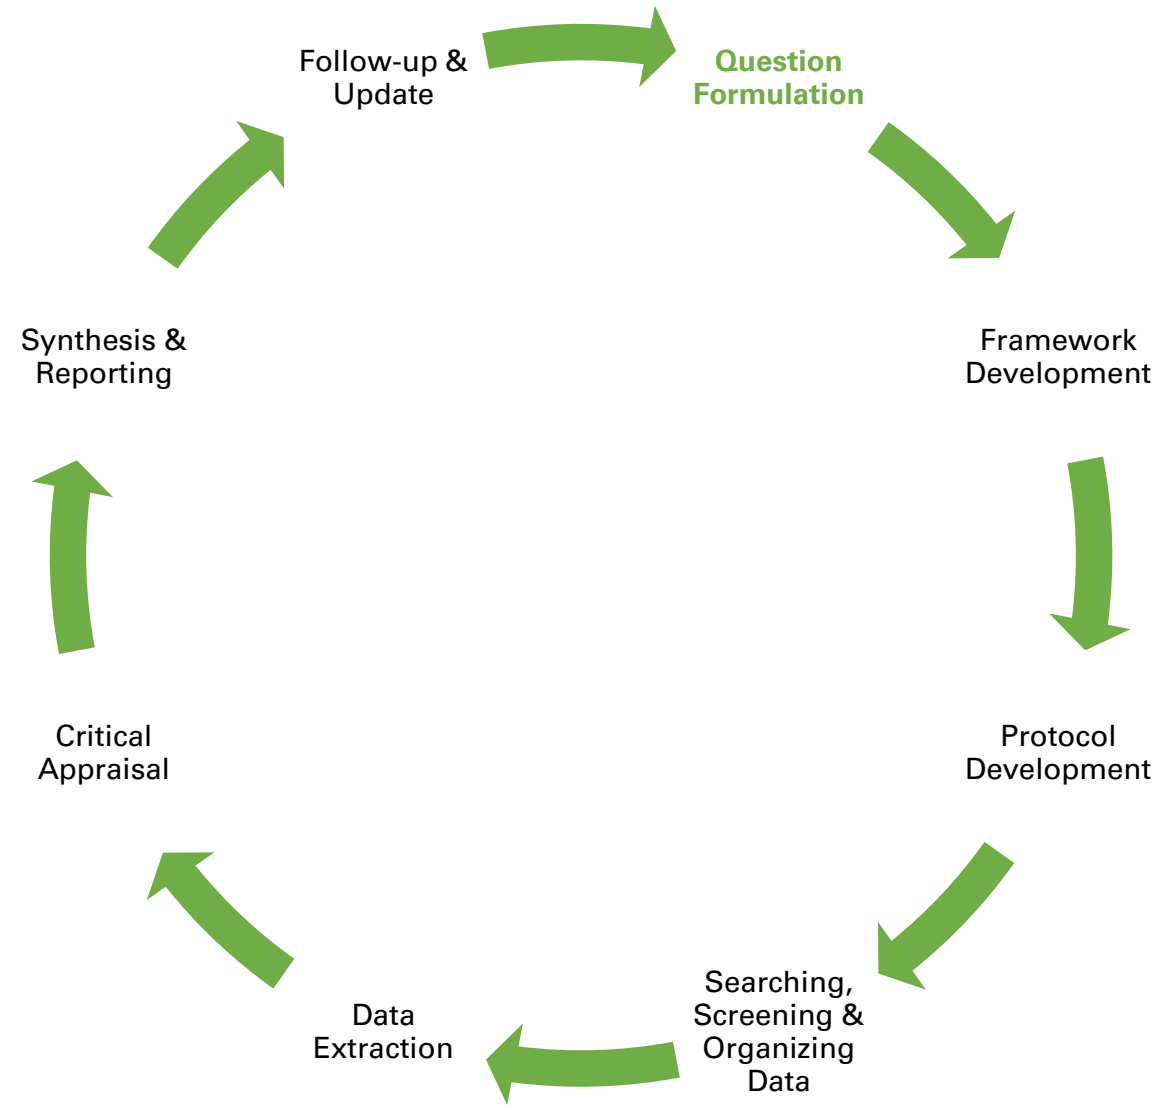 Question
Formulation
Framework
Development
Protocol
Development
Searching,
Screening &
Organizing
Data
Data
Extraction
Critical
Appraisal
Synthesis &
Reporting
Follow-up &
Update